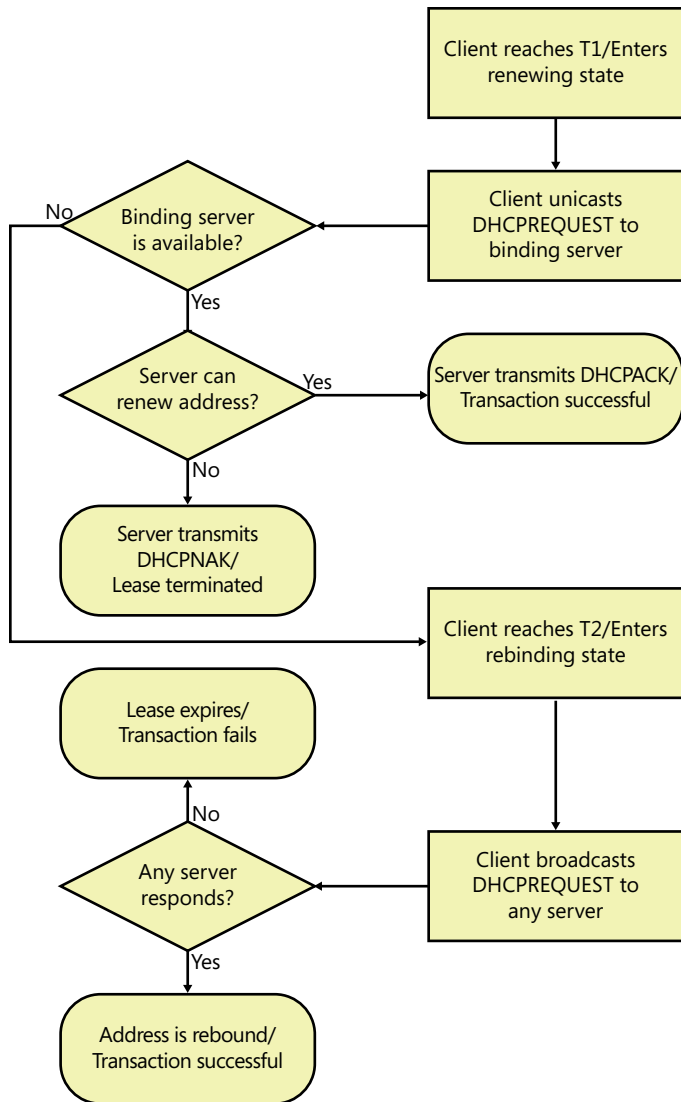 Client reaches T1/Enters
renewing state
Client unicasts
DHCPREQUEST to
binding server
Binding server
is available?
No
Yes
Server can
renew address?
Yes
Server transmits DHCPACK/
Transaction successful
No
Server transmits
DHCPNAK/
Lease terminated
Client reaches T2/Enters
rebinding state
Client broadcasts
DHCPREQUEST to
any server
Any server
responds?
No
Lease expires/
Transaction fails
Yes
Address is rebound/
Transaction successful